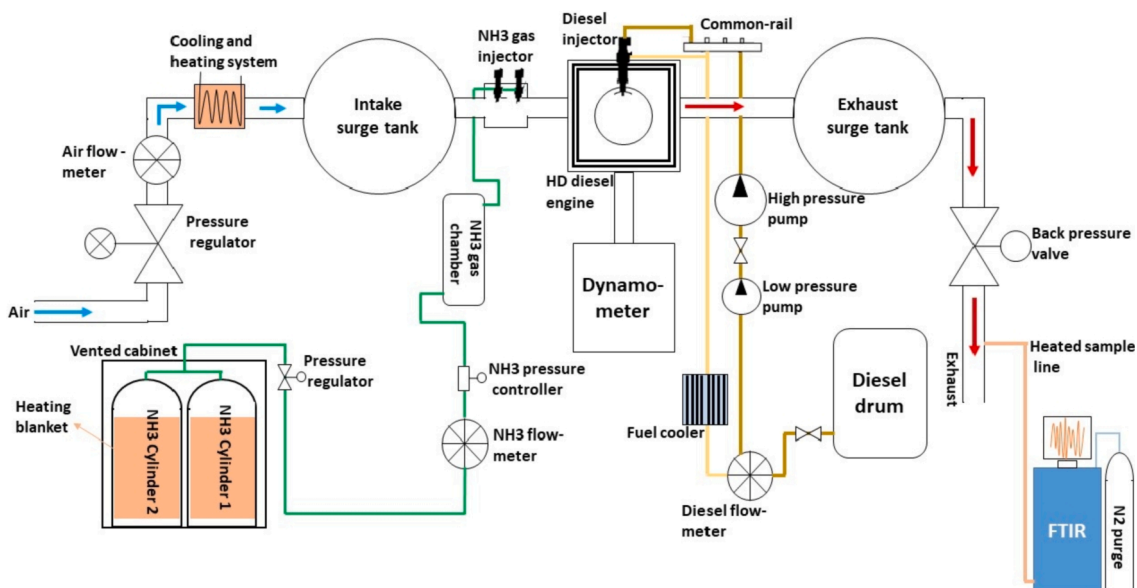 Cooling and
heating system
NH3 gas
injector
Diesel
injector
Common-rail
Intake
surge tank
Exhaust
surge tank
Air flow -
meter
HD diesel
engine
High pressure
pump
Pressure
regulator
NH3 gas
chamber
Back pressure
valve
Dynamo-
meter
Low pressure
pump
Air
Vented cabinet
Pressure
regulator
NH3 pressure
controller
Diesel
drum
Exhaust
Heated sample
line
Heating
blanket
NH3 Cylinder 2
NH3 Cylinder 1
NH3 flow-
meter
Fuel cooler
Diesel flow-
meter
FTIR
N2 purge